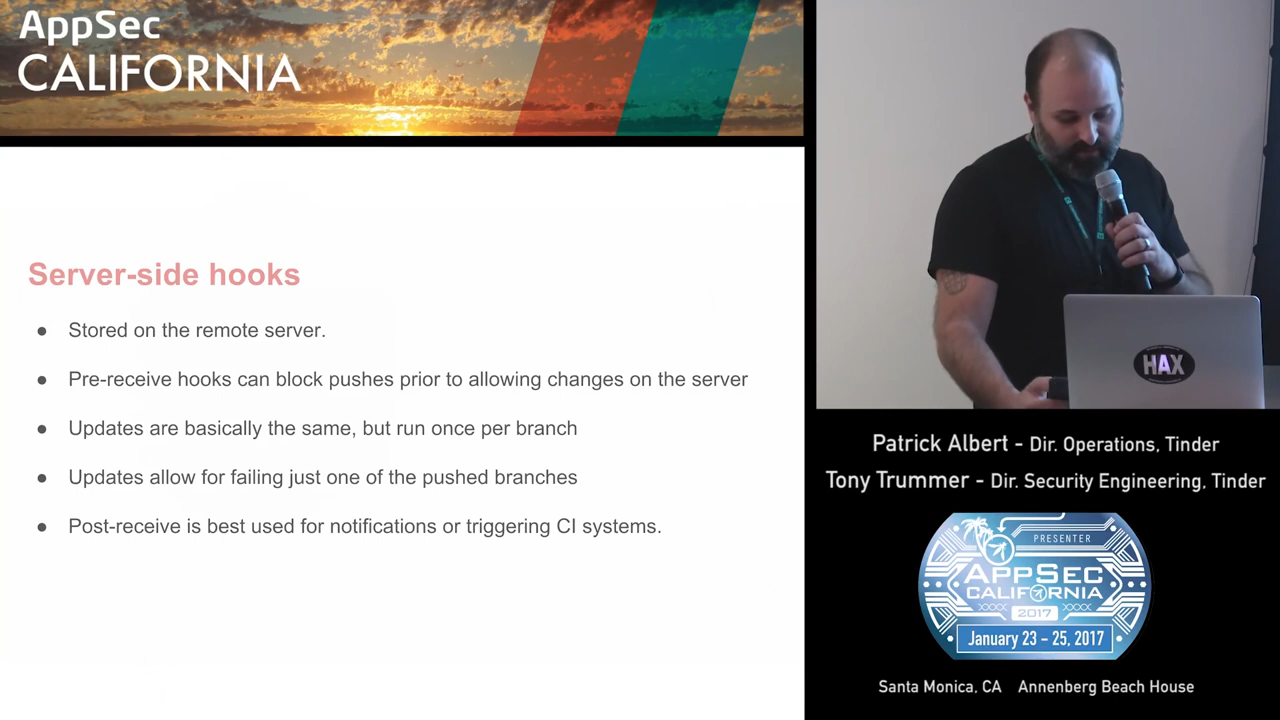 AppSec
CALIFORNIA
Server-side hooks
● Stored on the remote server.
● Pre-receive hooks can block pushes prior to allowing changes on the server
● Updates are basically the same, but run once per branch
● Updates allow for failing just one of the pushed branches
● Post-receive is best used for notifications or triggering CI systems.
HAX
Patrick Albert - Dir. Operations, Tinder
Tony Trummer - Dir. Security Engineering, Tinder
PRESENTER
APPSEC
CALIFORNIA
2017
January 23 - 25, 2017
Santa Monica, CA Annenberg Beach House